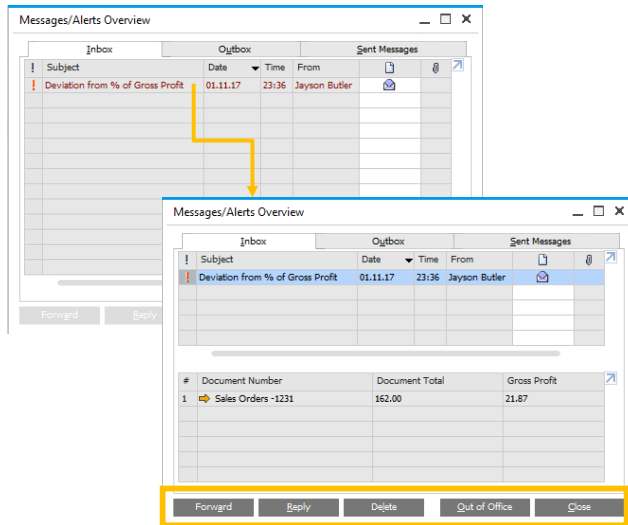 Messages/Alerts Overview
Inbox Outbox Sent Messages
! Subject Date Time From
! Deviation from % of Gross Profit 01.11.17 23:36 Jayson Butler
Forward Reply
Messages/Alerts Overview
Inbox Outbox Sent Messages
! Subject Date Time From
! Deviation from % of Gross Profit 01.11.17 23:36 Jayson Butler
# Document Number Document Total Gross Profit
1 Sales Orders -1231 162.00 21.87
Forward Reply Delete Out of Office Close